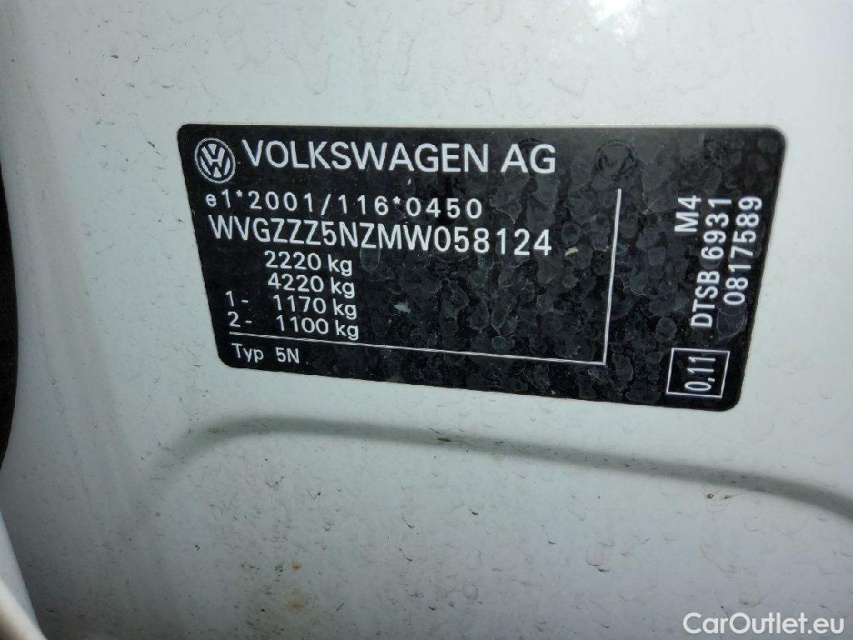 VOLKSWAGEN AG
e1*2001/116*0450
WVGZZZ5NZMW058124
2220 kg
4220 kg
1- 1170 kg
2- 1100 kg
Typ 5N
M4
DTSB 6931
0817589
0,11
CarOutlet.eu